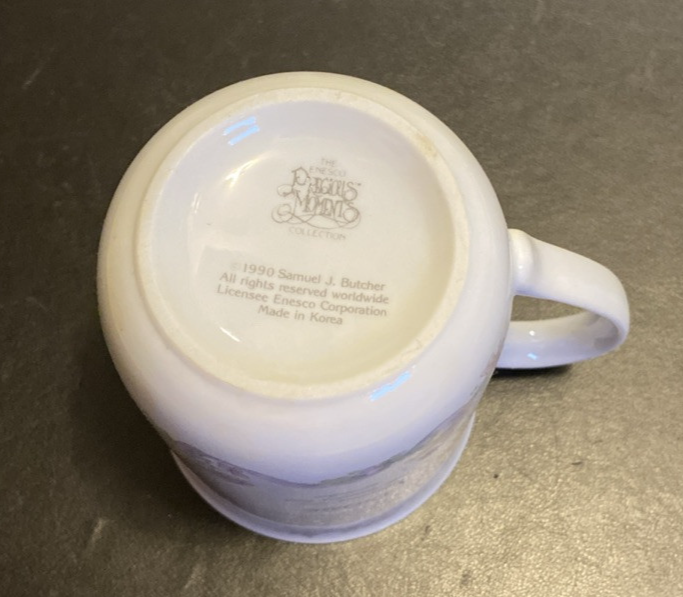 THE
ENESCO
PRECIOUS
MOMENTS
COLLECTION
©1990 Samuel J. Butcher
All rights reserved worldwide
Licensee Enesco Corporation
Made in Korea